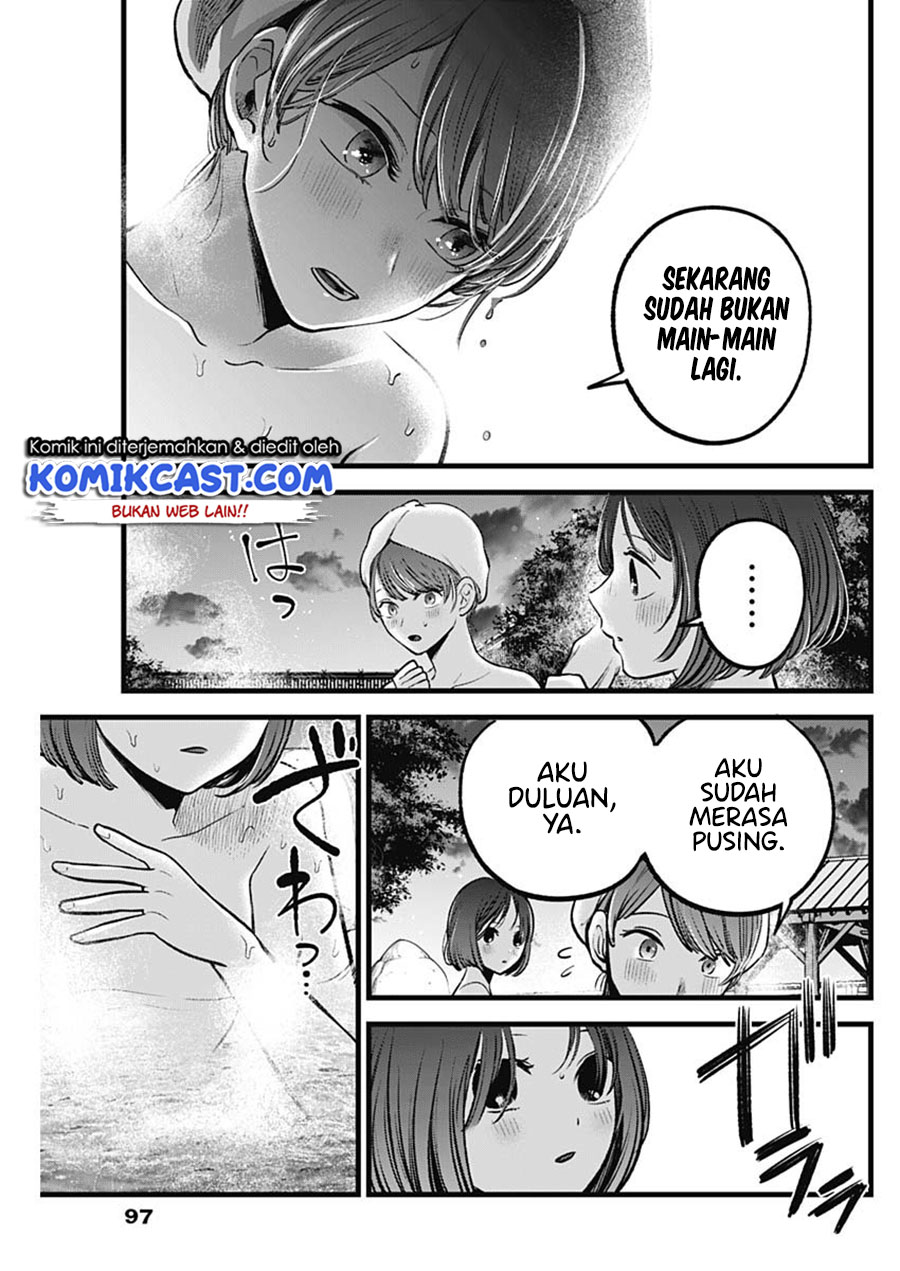 SEKARANG
SUDAH BUKAN
MAIN-MAIN
LAGI.
Komik ini diterjemahkan & diedit oleh
KOMIKCAST.COM
BUKAN WEB LAIN!!
はっ
......
AKU
SUDAH
MERASA
PUSING.
AKU
DULUAN,
YA.
ざわっ...
ガラッ
97